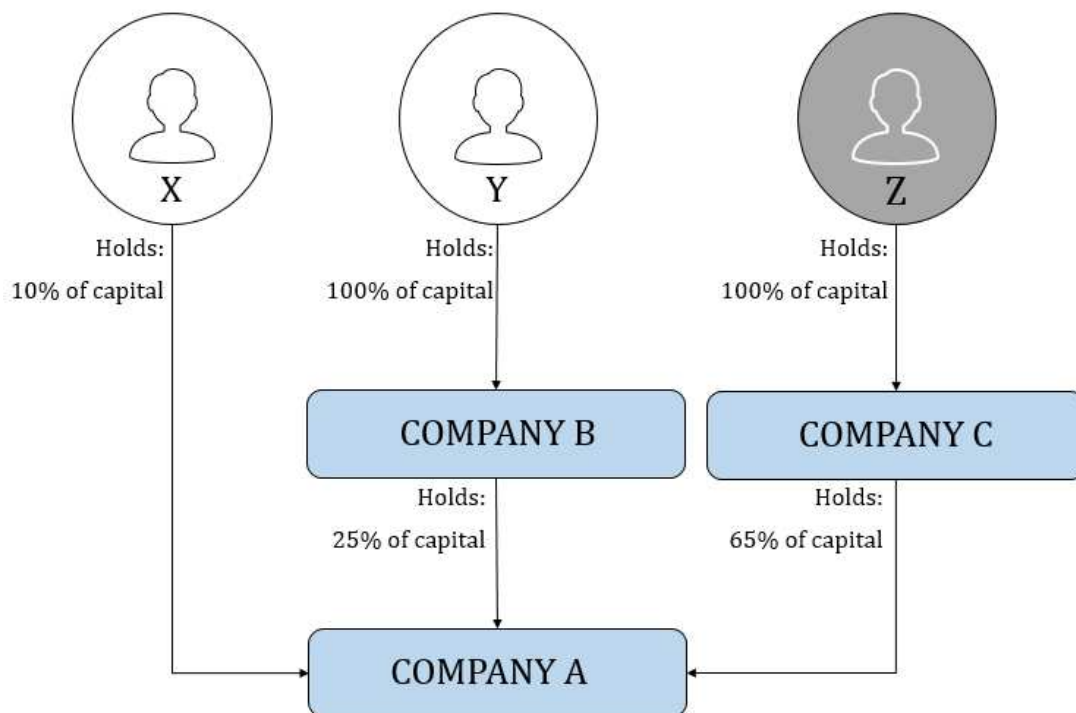 X
Y
Z
Holds:
10% of capital
Holds:
100% of capital
Holds:
100% of capital
COMPANY B
COMPANY C
Holds:
25% of capital
Holds:
65% of capital
COMPANY A